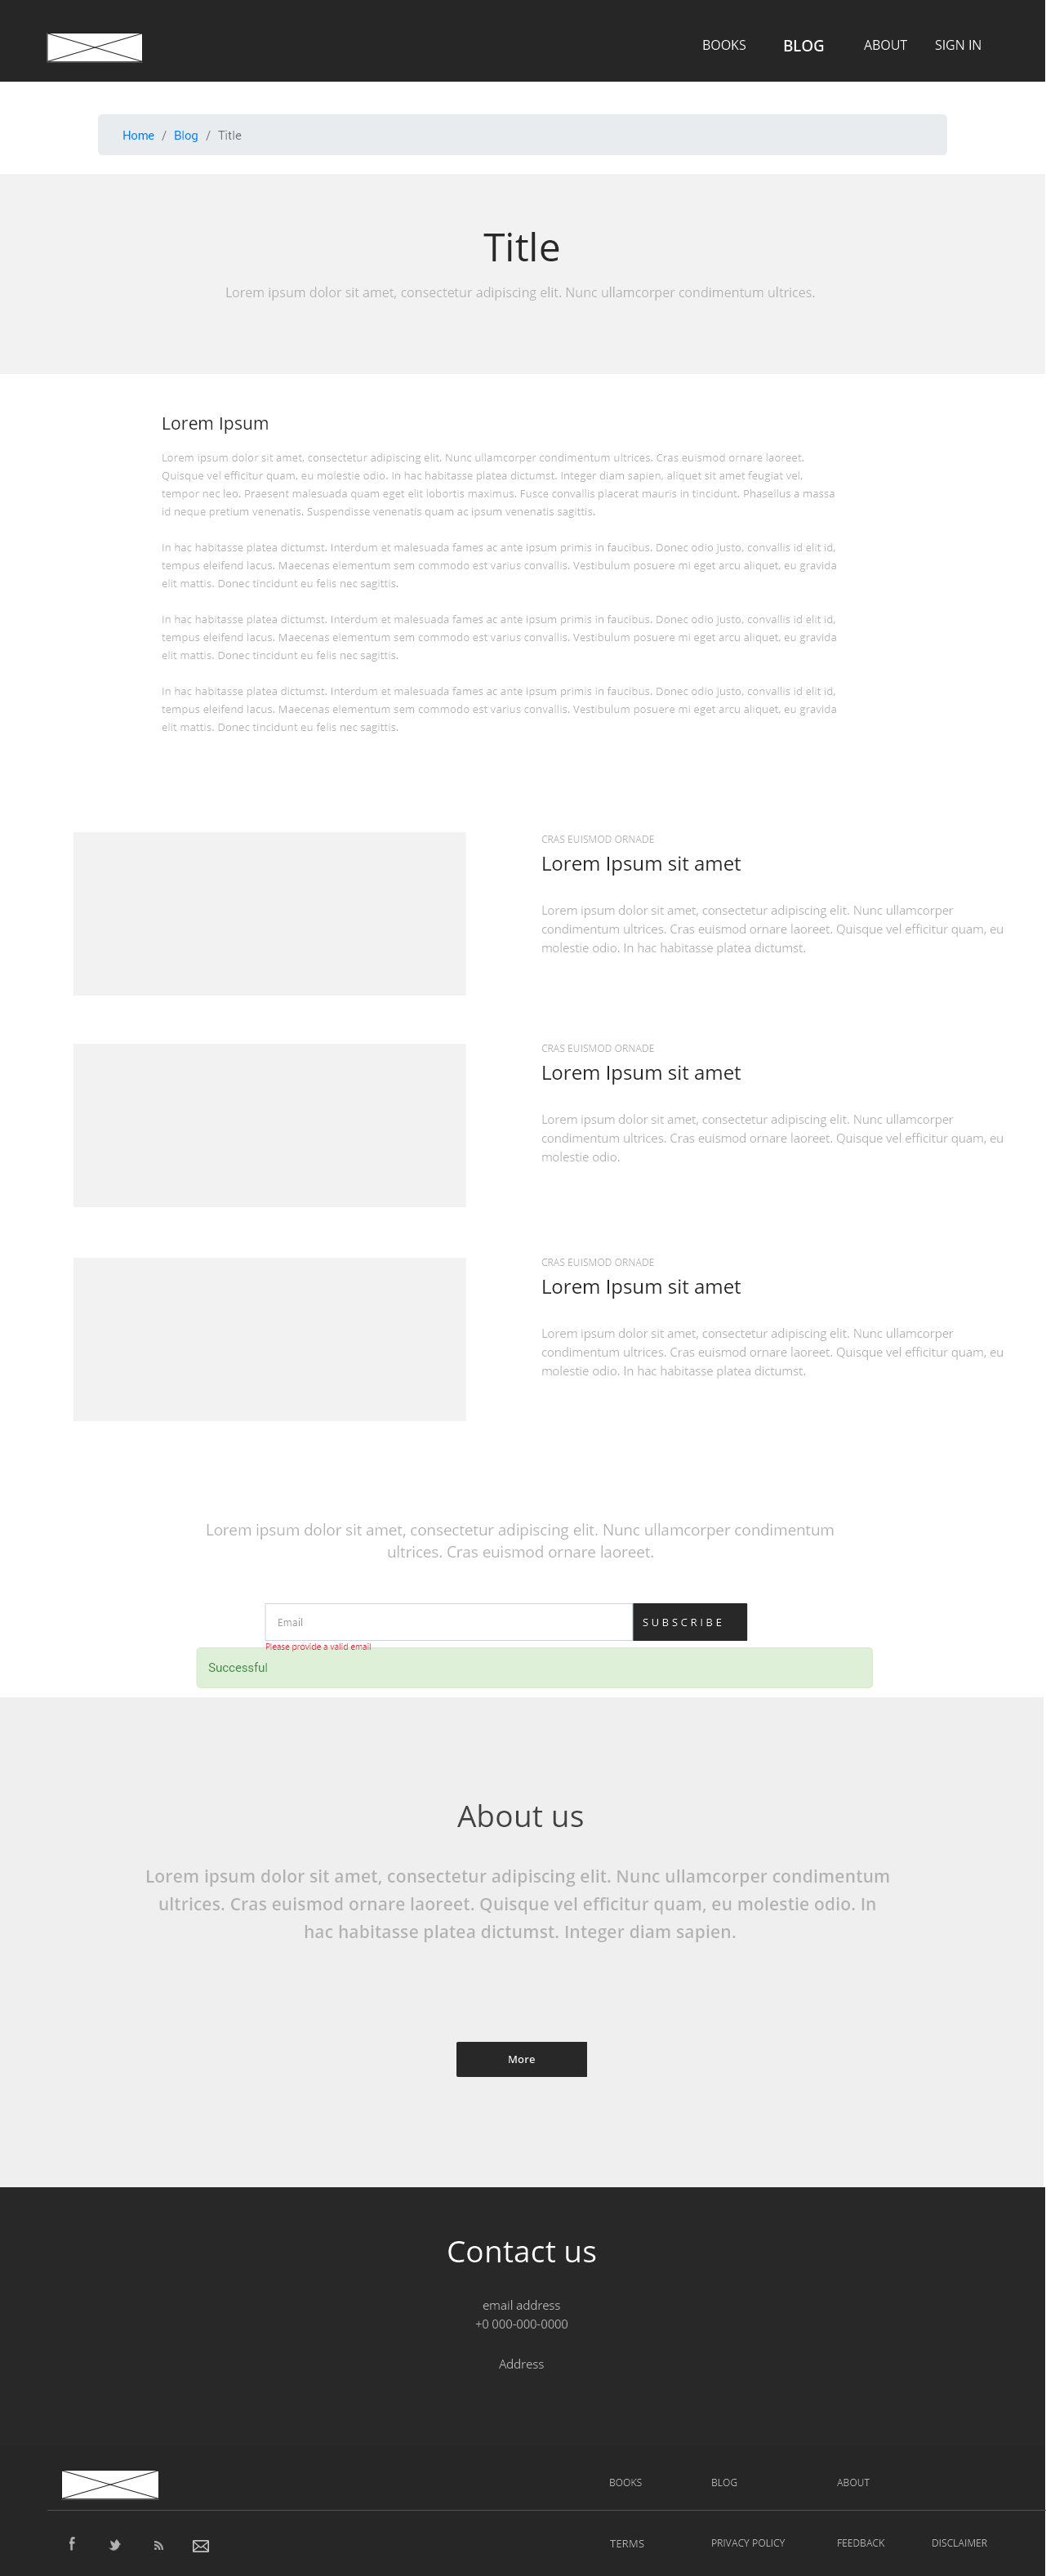 BOOKS BLOG ABOUT SIGN IN
Home / Blog / Title
Title
Lorem ipsum dolor sit amet, consectetur adipiscing elit. Nunc ullamcorper condimentum ultrices.
Lorem Ipsum
Lorem ipsum dolor sit amet, consectetur adipiscing elit. Nunc ullamcorper condimentum ultrices. Cras euismod ornare laoreet.
Quisque vel efficitur quam, eu molestie odio. In hac habitasse platea dictumst. Integer diam sapien, aliquet sit amet feugiat vel,
tempor nec leo. Praesent malesuada quam eget elit lobortis maximus. Fusce convallis placerat mauris in tincidunt. Phasellus a massa
id neque pretium venenatis. Suspendisse venenatis quam ac ipsum venenatis sagittis.
In hac habitasse platea dictumst. Interdum et malesuada fames ac ante ipsum primis in faucibus. Donec odio justo, convallis id elit id,
tempus eleifend lacus. Maecenas elementum sem commodo est varius convallis. Vestibulum posuere mi eget arcu aliquet, eu gravida
elit mattis. Donec tincidunt eu felis nec sagittis.
In hac habitasse platea dictumst. Interdum et malesuada fames ac ante ipsum primis in faucibus. Donec odio justo, convallis id elit id,
tempus eleifend lacus. Maecenas elementum sem commodo est varius convallis. Vestibulum posuere mi eget arcu aliquet, eu gravida
elit mattis. Donec tincidunt eu felis nec sagittis.
In hac habitasse platea dictumst. Interdum et malesuada fames ac ante ipsum primis in faucibus. Donec odio justo, convallis id elit id,
tempus eleifend lacus. Maecenas elementum sem commodo est varius convallis. Vestibulum posuere mi eget arcu aliquet, eu gravida
elit mattis. Donec tincidunt eu felis nec sagittis.
CRAS EUISMOD ORNADE
Lorem Ipsum sit amet
Lorem ipsum dolor sit amet, consectetur adipiscing elit. Nunc ullamcorper
condimentum ultrices. Cras euismod ornare laoreet. Quisque vel efficitur quam, eu
molestie odio. In hac habitasse platea dictumst.
CRAS EUISMOD ORNADE
Lorem Ipsum sit amet
Lorem ipsum dolor sit amet, consectetur adipiscing elit. Nunc ullamcorper
condimentum ultrices. Cras euismod ornare laoreet. Quisque vel efficitur quam, eu
molestie odio.
CRAS EUISMOD ORNADE
Lorem Ipsum sit amet
Lorem ipsum dolor sit amet, consectetur adipiscing elit. Nunc ullamcorper
condimentum ultrices. Cras euismod ornare laoreet. Quisque vel efficitur quam, eu
molestie odio. In hac habitasse platea dictumst.
Lorem ipsum dolor sit amet, consectetur adipiscing elit. Nunc ullamcorper condimentum
ultrices. Cras euismod ornare laoreet.
Email SUBSCRIBE
Please provide a valid email
Successful
About us
Lorem ipsum dolor sit amet, consectetur adipiscing elit. Nunc ullamcorper condimentum
ultrices. Cras euismod ornare laoreet. Quisque vel efficitur quam, eu molestie odio. In
hac habitasse platea dictumst. Integer diam sapien.
More
Contact us
email address
+0 000-000-0000
Address
BOOKS BLOG ABOUT
TERMS PRIVACY POLICY FEEDBACK DISCLAIMER